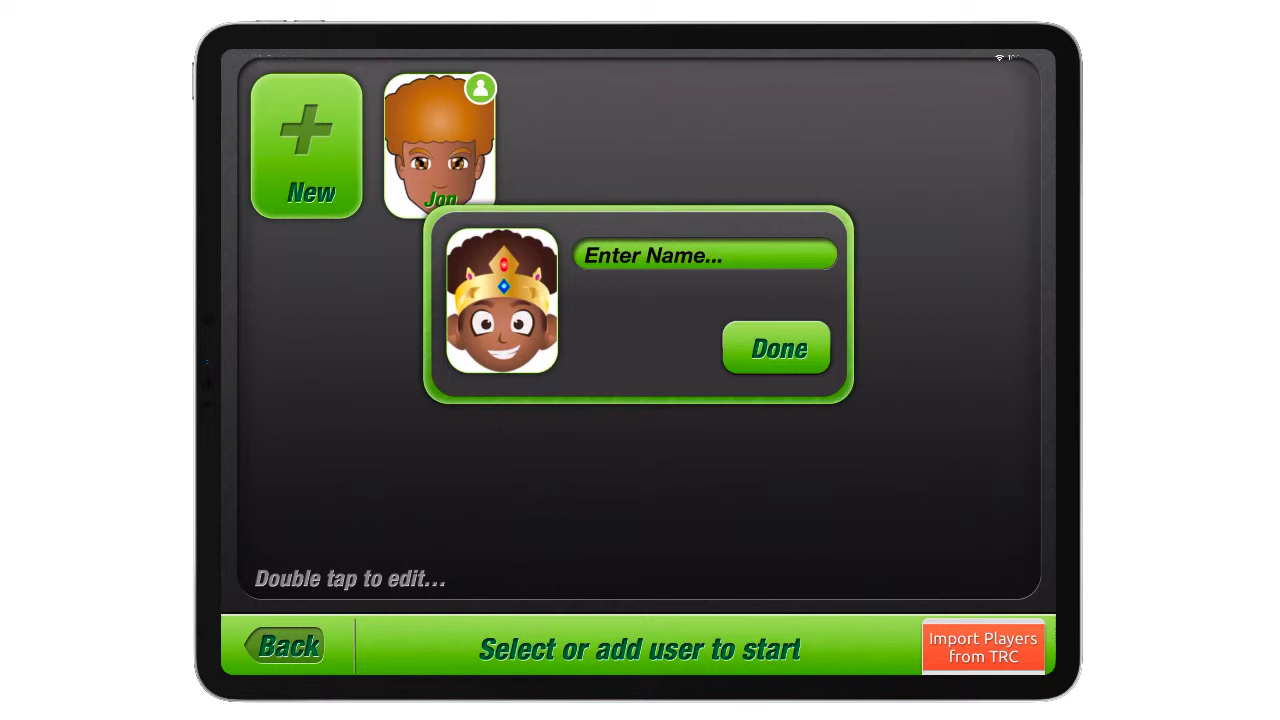 New
Jon
Enter Name...
Done
Double tap to edit...
Back
Select or add user to start
Import Players
from TRC